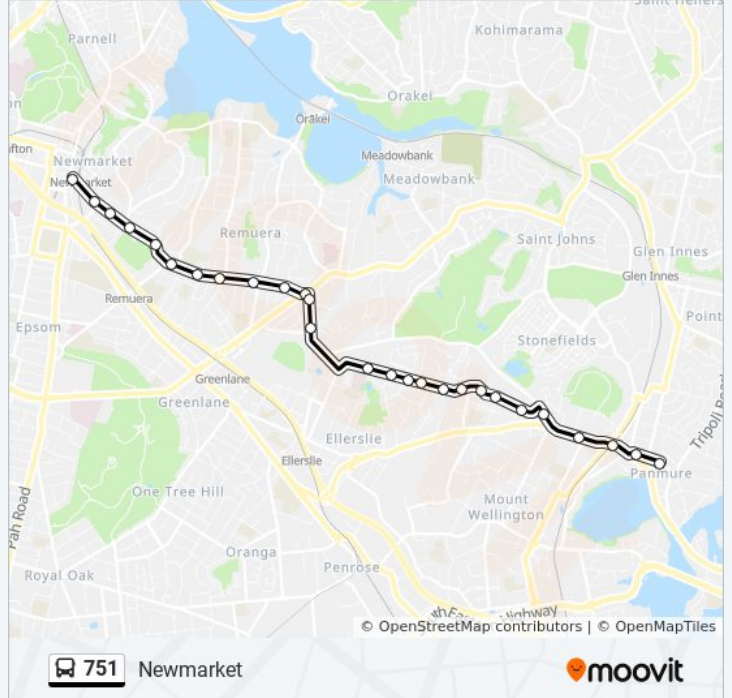 Saint Heliers
Parnell
Kohimarama
Orakei
Ōrākei
Newmarket
Meadowbank
Newmarket
Meadowbank
Remuera
Saint Johns
Glen Innes
Glen Innes
Remuera
Point
Epsom
Stonefields
Greenlane
Greenlane
Tripoli Road
Ellerslie
Ellerslie
Panmure
One Tree Hill
Mount
Wellington
Pah Road
Oranga
Penrose
Royal Oak
Highway
© OpenStreetMap contributors | © OpenMapTiles
751 Newmarket
moovit